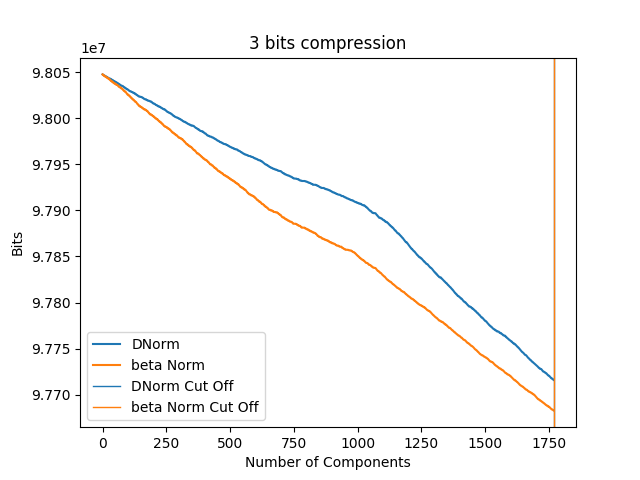 3 bits compression
1e7
9.805
9.800
9.795
9.790
9.785
9.780
9.775
9.770
Bits
DNorm
beta Norm
DNorm Cut Off
beta Norm Cut Off
0 250 500 750 1000 1250 1500 1750
Number of Components